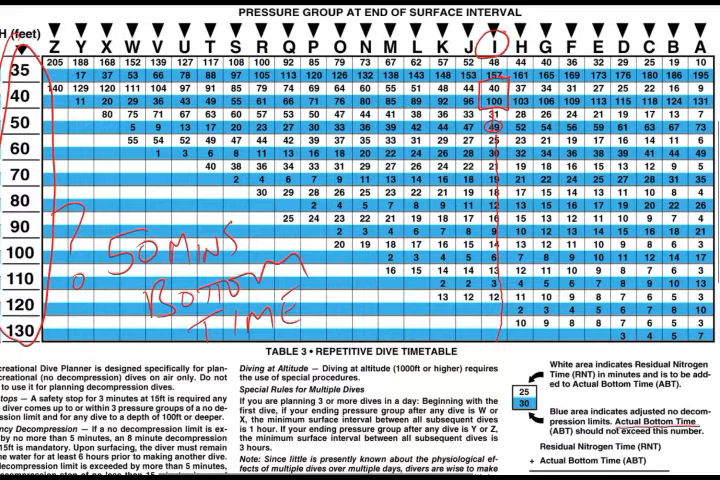 PRESSURE GROUP AT END OF SURFACE INTERVAL
H (feet) Z Y X W V U T S R Q P O N M L K J I H G F E D C B A
205 188 168 152 139 127 117 108 100 92 85 79 73 67 62 57 52 48 44 40 36 32 29 25 19 10
35
17 37 53 66 78 88 97 105 113 120 126 132 138 143 148 153 157 161 165 169 173 176 180 186 195
140 129 120 111 104 97 91 85 79 74 69 64 60 55 51 48 44 40 37 34 31 27 25 22 16 9
40
11 20 29 36 43 49 55 61 66 71 76 80 85 89 92 96 100 103 106 109 113 115 118 124 131
80 75 71 67 63 60 57 53 50 47 44 41 38 36 33 31 28 26 24 21 19 17 13 7
50
5 9 13 17 20 23 27 30 33 36 39 42 44 47 49 52 54 56 59 61 63 67 73
55 54 52 49 47 44 42 39 37 35 33 31 29 27 25 23 21 19 17 16 14 11 6
60
1 3 6 8 11 13 16 18 20 22 24 26 28 30 32 34 36 38 39 41 44 49
40 38 36 34 33 31 29 27 26 24 22 21 19 18 16 15 13 12 9 5
70
2 4 6 7 9 11 13 14 16 18 19 21 22 24 25 27 28 31 35
30 29 28 26 25 23 22 21 19 18 17 15 14 13 11 10 8 4
80
2 4 5 7 8 9 11 12 13 15 16 17 19 20 22 26
25 24 23 22 21 19 18 17 16 15 13 12 11 10 9 7 4
90
2 3 4 6 7 8 9 10 12 13 14 15 16 18 21
20 19 18 17 16 15 14 13 12 11 10 9 8 6 3
100
2 3 4 5 6 7 8 9 10 11 12 14 17
16 15 14 14 13 12 11 10 9 8 7 6 3
110
2 2 3 4 5 6 7 8 9 10 13
13 12 12 11 10 9 8 7 6 5 3
120
2 3 4 5 6 7 8 10
10 9 8 8 7 6 5 3
130
3 4 5 7
?
50 MINS
BOTTOM
TIME
TABLE 3 • REPETITIVE DIVE TIMETABLE
creational Dive Planner is designed specifically for plan-
creational (no decompression) dives on air only. Do not
to use it for planning decompression dives.
tops — A safety stop for 3 minutes at 15ft is required any
e diver comes up to or within 3 pressure groups of a no de-
ssion limit and for any dive to a depth of 100ft or deeper.
ncy Decompression — If a no decompression limit is ex-
by no more than 5 minutes, an 8 minute decompression
15ft is mandatory. Upon surfacing, the diver must remain
he water for at least 6 hours prior to making another dive.
ecompression limit is exceeded by more than 5 minutes,
Diving at Altitude — Diving at altitude (1000ft or higher) requires
the use of special procedures.
Special Rules for Multiple Dives
If you are planning 3 or more dives in a day: Beginning with the
first dive, if your ending pressure group after any dive is W or
X, the minimum surface interval between all subsequent dives
is 1 hour. If your ending pressure group after any dive is Y or Z,
the minimum surface interval between all subsequent dives is
3 hours.
Note: Since little is presently known about the physiological ef-
fects of multiple dives over multiple days, divers are wise to make
White area indicates Residual Nitrogen
Time (RNT) in minutes and is to be add-
ed to Actual Bottom Time (ABT).
25
30
Blue area indicates adjusted no decom-
pression limits. Actual Bottom Time
(ABT) should not exceed this number.
Residual Nitrogen Time (RNT)
+ Actual Bottom Time (ABT)